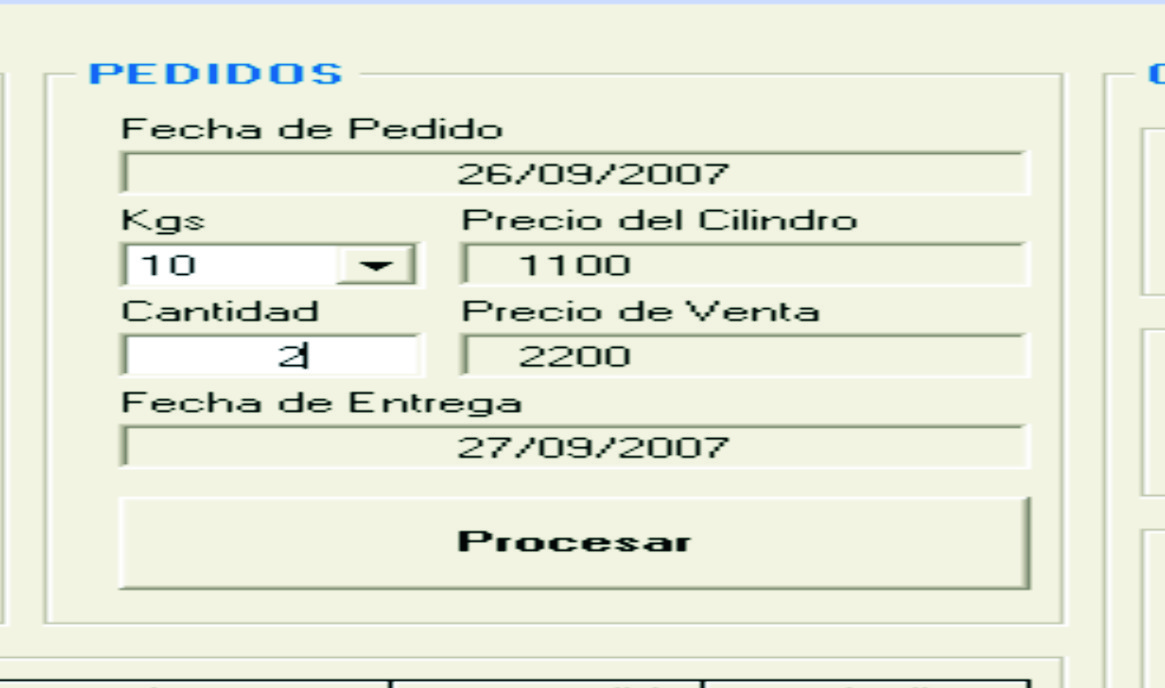 PEDIDOS
Fecha de Pedido
26/09/2007
Kgs Precio del Cilindro
10 1100
Cantidad Precio de Venta
2 2200
Fecha de Entrega
27/09/2007
Procesar